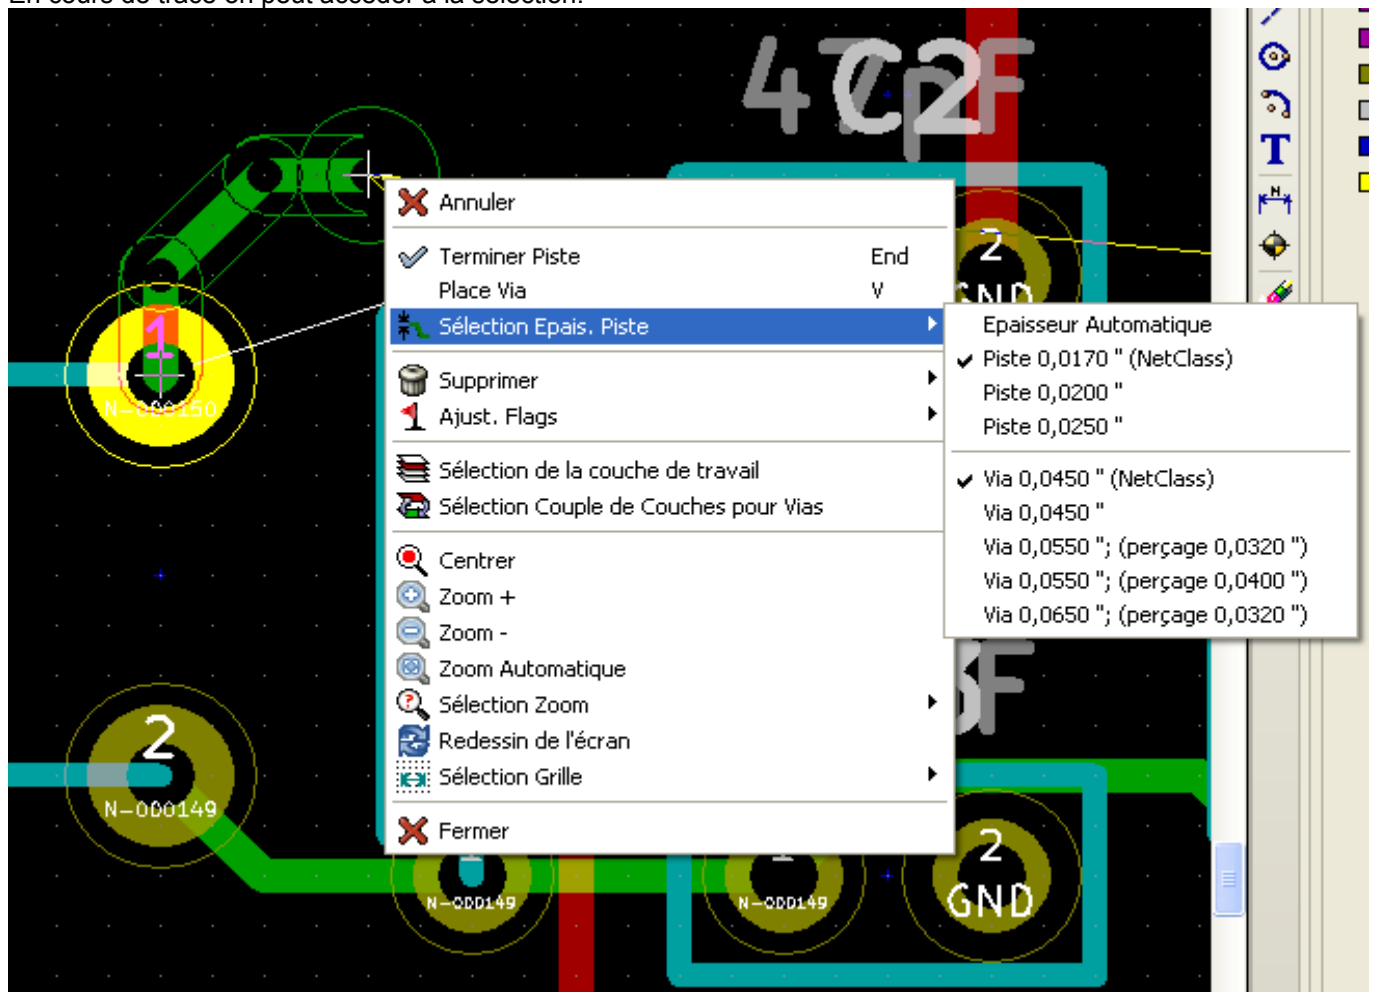 En cours de tracé on peut accéder à la sélection:
47pF
C2
Annuler
Terminer Piste End
Place Via V
Sélection Epais. Piste
Supprimer
Ajust. Flags
Sélection de la couche de travail
Sélection Couple de Couches pour Vias
Centrer
Zoom +
Zoom -
Zoom Automatique
Sélection Zoom
Redessin de l'écran
Sélection Grille
Fermer
Epaisseur Automatique
Piste 0,0170 " (NetClass)
Piste 0,0200 "
Piste 0,0250 "
Via 0,0450 " (NetClass)
Via 0,0450 "
Via 0,0550 "; (perçage 0,0320 ")
Via 0,0550 "; (perçage 0,0400 ")
Via 0,0650 "; (perçage 0,0320 ")
2
GND
1
N-000150
2
N-000149
N-000149
N-000149
2
GND
T
N